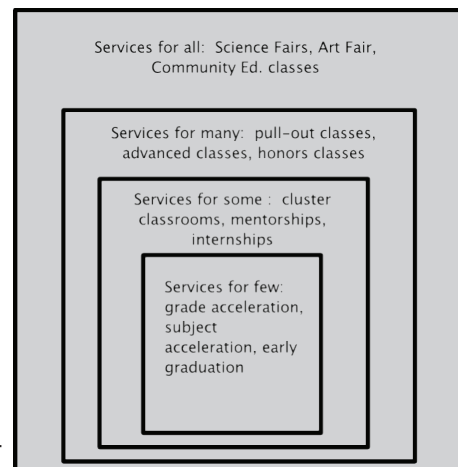 Services for all: Science Fairs, Art Fair,
Community Ed. classes
Services for many: pull-out classes,
advanced classes, honors classes
Services for some : cluster
classrooms, mentorships,
internships
Services for few:
grade acceleration,
subject
acceleration, early
graduation